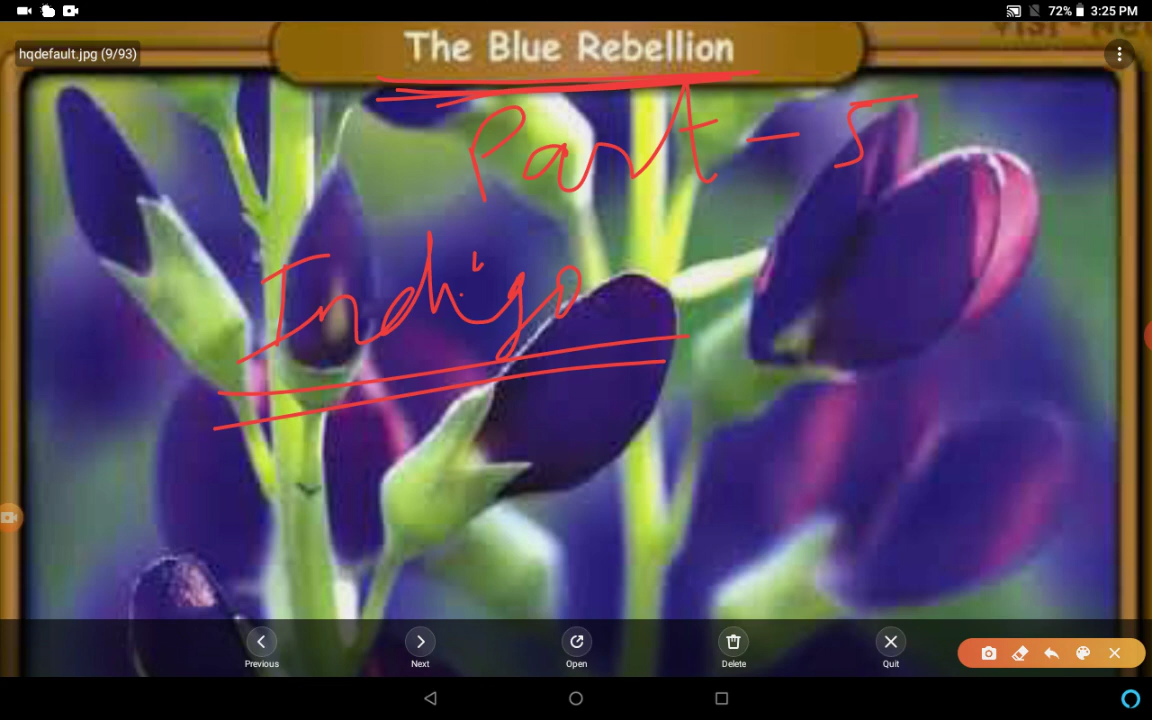 72% 3:25 PM
The Blue Rebellion
hqdefault.jpg (9/93)
Part - 5
Indigo
Previous Next Open Delete Quit